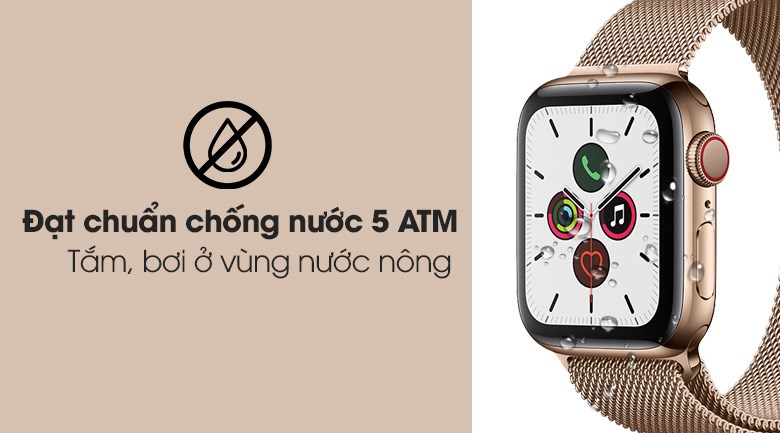 Đạt chuẩn chống nước 5 ATM
Tắm, bơi ở vùng nước nông